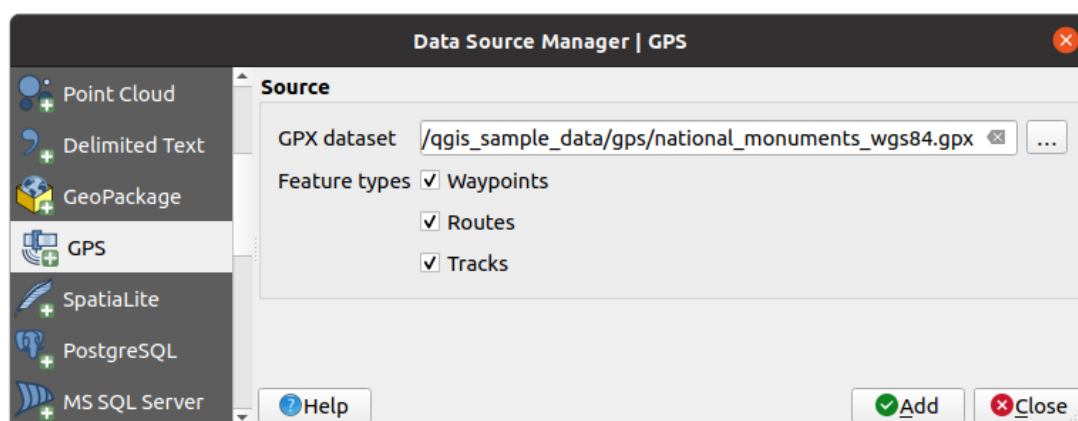 Data Source Manager | GPS
Point Cloud
Delimited Text
GeoPackage
GPS
SpatiaLite
PostgreSQL
MS SQL Server
Source
GPX dataset /qgis_sample_data/gps/national_monuments_wgs84.gpx ...
Feature types Waypoints
Routes
Tracks
Help Add Close